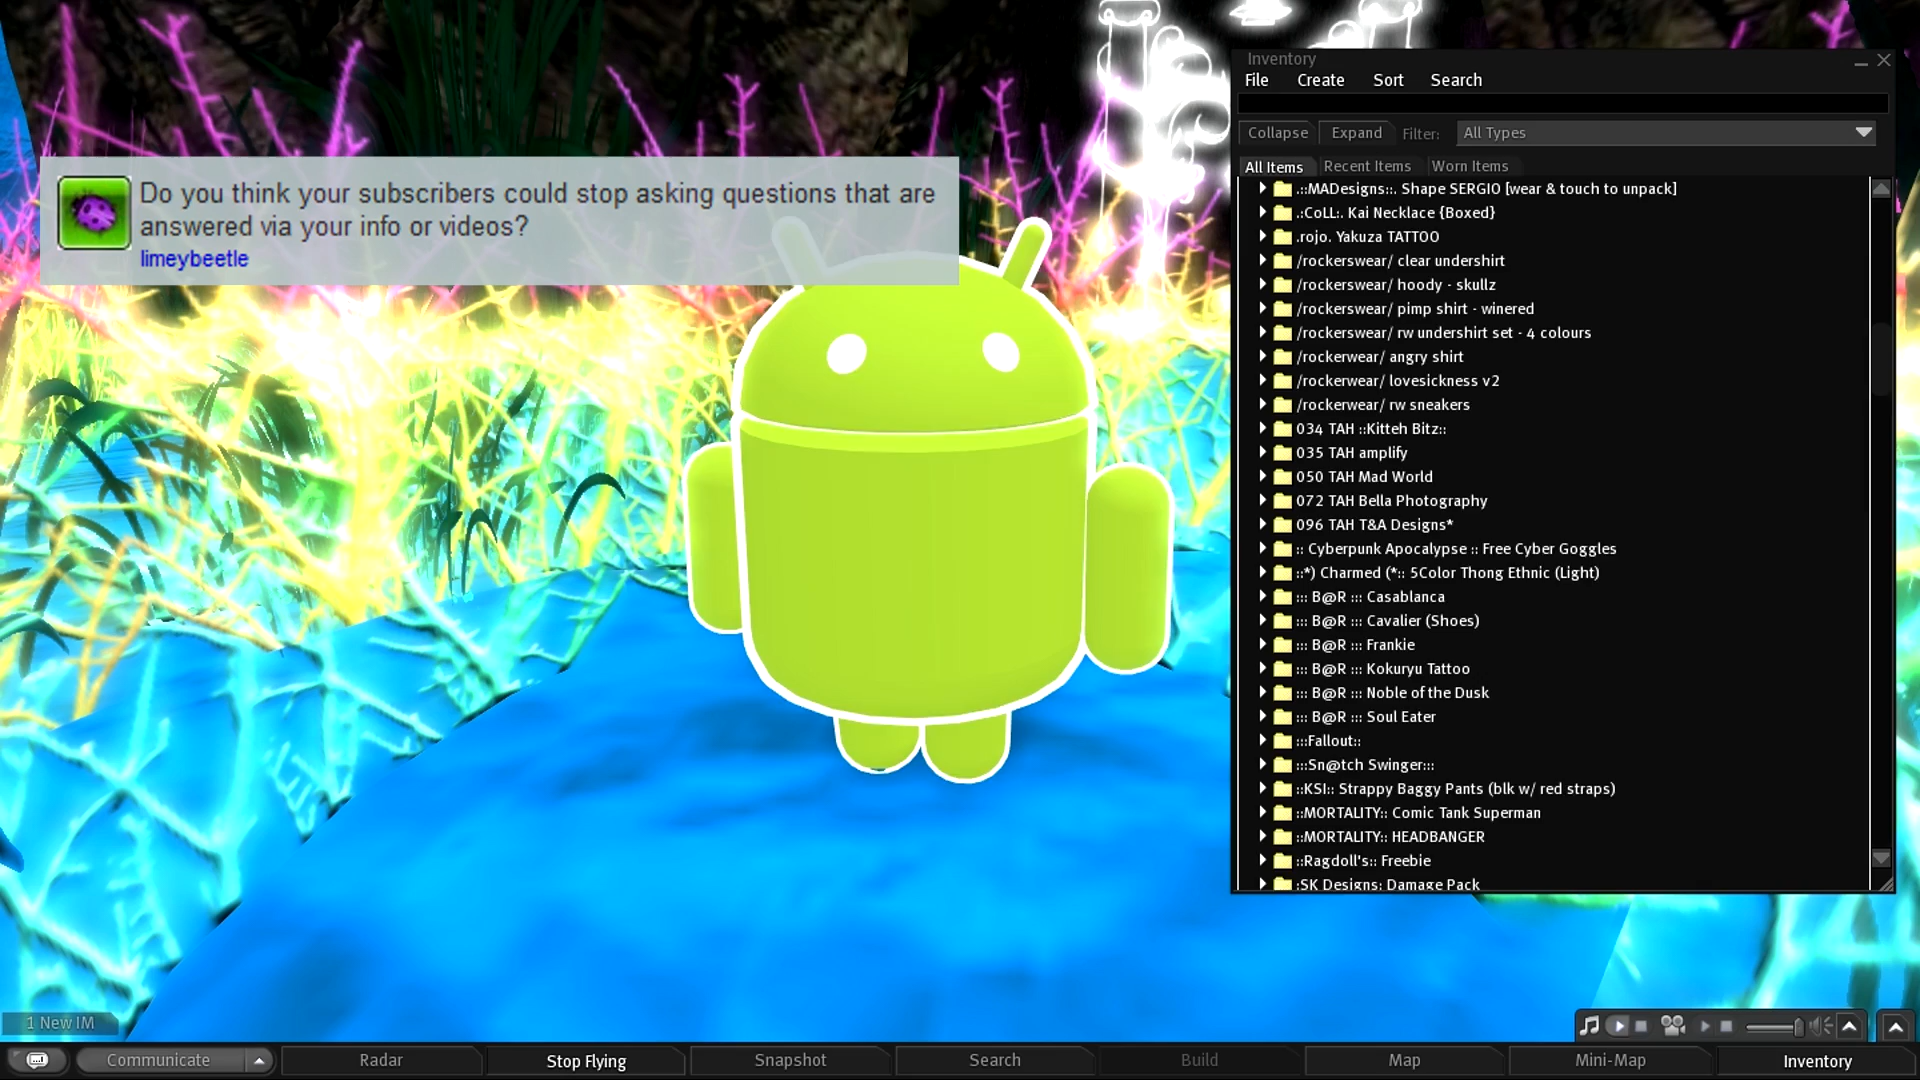 Do you think your subscribers could stop asking questions that are
answered via your info or videos?
limeybeetle
Inventory
File Create Sort Search
Collapse Expand Filter: All Types
All Items Recent Items Worn Items
.::MADesigns::. Shape SERGIO [wear & touch to unpack]
.:CoLL:. Kai Necklace {Boxed}
.rojo. Yakuza TATTOO
/rockerswear/ clear undershirt
/rockerswear/ hoody - skullz
/rockerswear/ pimp shirt - winered
/rockerswear/ rw undershirt set - 4 colours
/rockerwear/ angry shirt
/rockerwear/ lovesickness v2
/rockerwear/ rw sneakers
034 TAH ::Kitteh Bitz::
035 TAH amplify
050 TAH Mad World
072 TAH Bella Photography
096 TAH T&A Designs*
:: Cyberpunk Apocalypse :: Free Cyber Goggles
::*) Charmed (*:: 5Color Thong Ethnic (Light)
::: B@R ::: Casablanca
::: B@R ::: Cavalier (Shoes)
::: B@R ::: Frankie
::: B@R ::: Kokuryu Tattoo
::: B@R ::: Noble of the Dusk
::: B@R ::: Soul Eater
:::Fallout::
:::Sn@tch Swinger:::
::KSI:: Strappy Baggy Pants (blk w/ red straps)
::MORTALITY:: Comic Tank Superman
::MORTALITY:: HEADBANGER
::Ragdoll's:: Freebie
:SK Designs: Damage Pack
1 New IM
Communicate Radar Stop Flying Snapshot Search Build Map Mini-Map Inventory